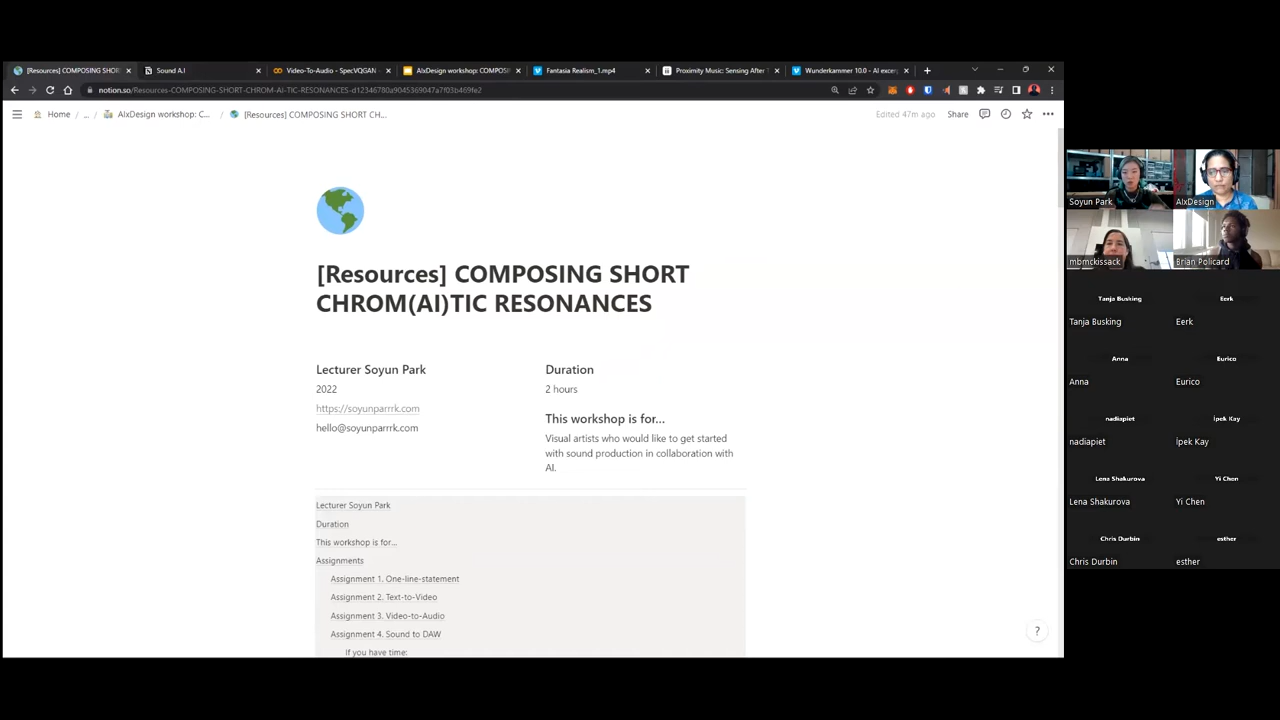 [Resources] COMPOSING SHOR
Sound A.I
Video-To-Audio - SpecVQGAN
AIxDesign workshop: COMPOSI
Fantasia Realism_1.mp4
Proximity Music: Sensing After
Wunderkammer 10.0 - AI excer
notion.so/Resources-COMPOSING-SHORT-CHROM-AI-TIC-RESONANCES-d12346780a9045369047a7f03b469fe2
Home / ... / AIxDesign workshop: C... / [Resources] COMPOSING SHORT CH...
Edited 47m ago Share
[Resources] COMPOSING SHORT
CHROM(AI)TIC RESONANCES
Lecturer Soyun Park
2022
https://soyunparrrk.com
hello@soyunparrrk.com
Duration
2 hours
This workshop is for...
Visual artists who would like to get started
with sound production in collaboration with
AI.
Lecturer Soyun Park
Duration
This workshop is for...
Assignments
Assignment 1. One-line-statement
Assignment 2. Text-to-Video
Assignment 3. Video-to-Audio
Assignment 4. Sound to DAW
If you have time:
?
Soyun Park
AIxDesign
mbmckissack
Brian Policard
Tanja Busking
Eerk
Tanja Busking
Eerk
Anna
Eurico
Anna
Eurico
nadiapiet
İpek Kay
nadiapiet
İpek Kay
Lena Shakurova
Yi Chen
Lena Shakurova
Yi Chen
Chris Durbin
esther
Chris Durbin
esther